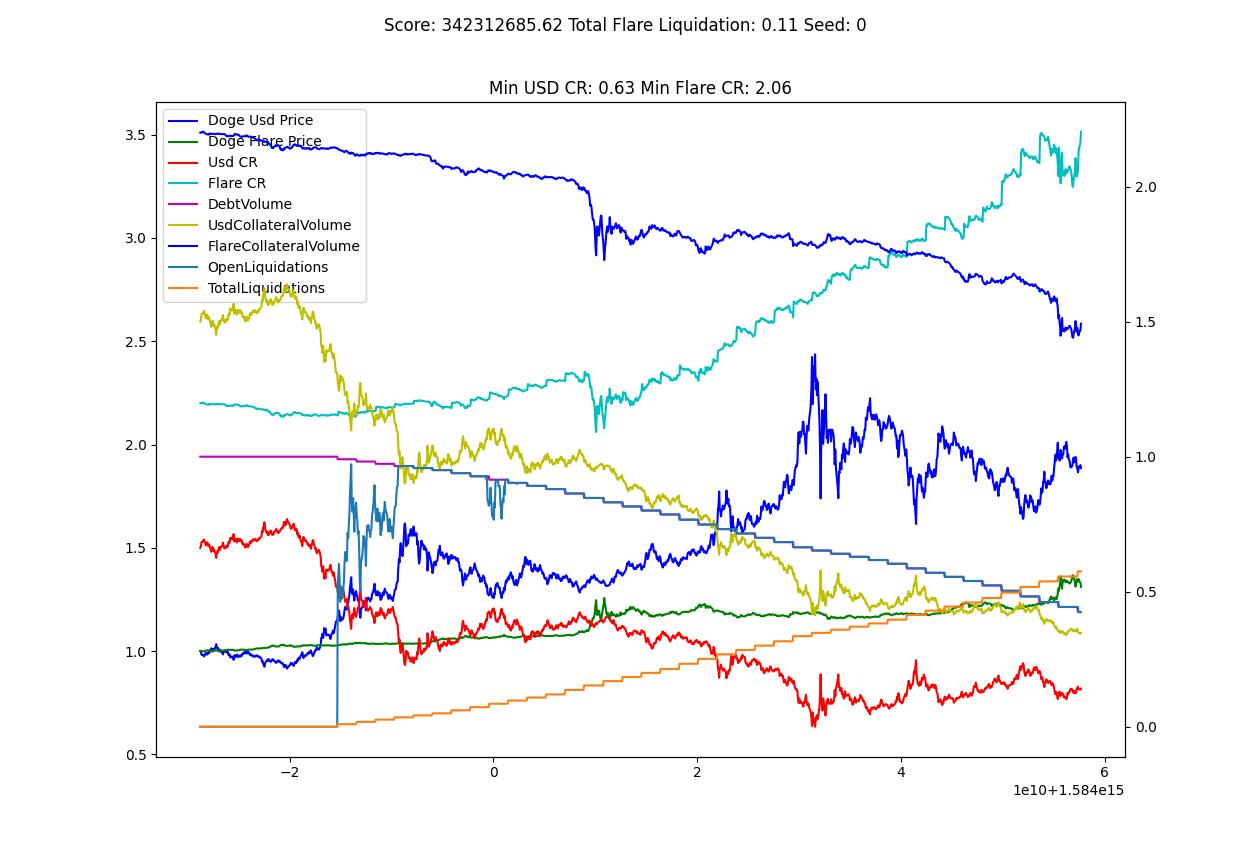 Score: 342312685.62 Total Flare Liquidation: 0.11 Seed: 0
Min USD CR: 0.63 Min Flare CR: 2.06
Doge Usd Price
Doge Flare Price
Usd CR
Flare CR
DebtVolume
UsdCollateralVolume
FlareCollateralVolume
OpenLiquidations
TotalLiquidations
3.5
3.0
2.5
2.0
1.5
1.0
0.5
2.0
1.5
1.0
0.5
0.0
−2
0
2
4
6
1e10+1.584e15